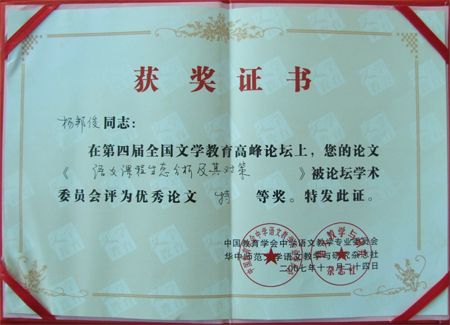 获奖证书
杨邦俊同志：
在第四届全国文学教育高峰论坛上，您的论文
《语文课程生态分析及其对策》被论坛学术
委员会评为优秀论文 特 等奖。特发此证。
中国教育学会中学语文教学专业委员会
华中师范大学语文教学与研究杂志社
二〇〇七年十一月二十四日